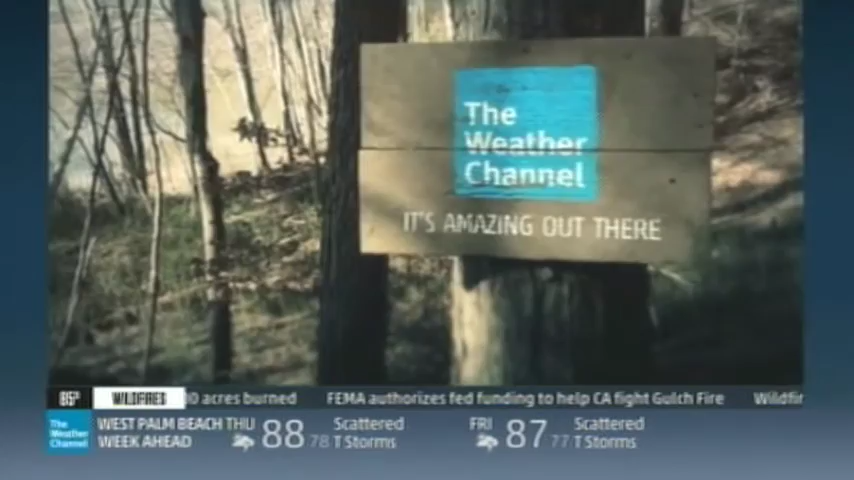 The
Weather
Channel
IT'S AMAZING OUT THERE
85° WILDFIRES acres burned FEMA authorizes fed funding to help CA fight Gulch Fire
The
Weather
Channel
WEST PALM BEACH
WEEK AHEAD
THU
88 78
Scattered
T Storms
FRI
87 77
Scattered
T Storms